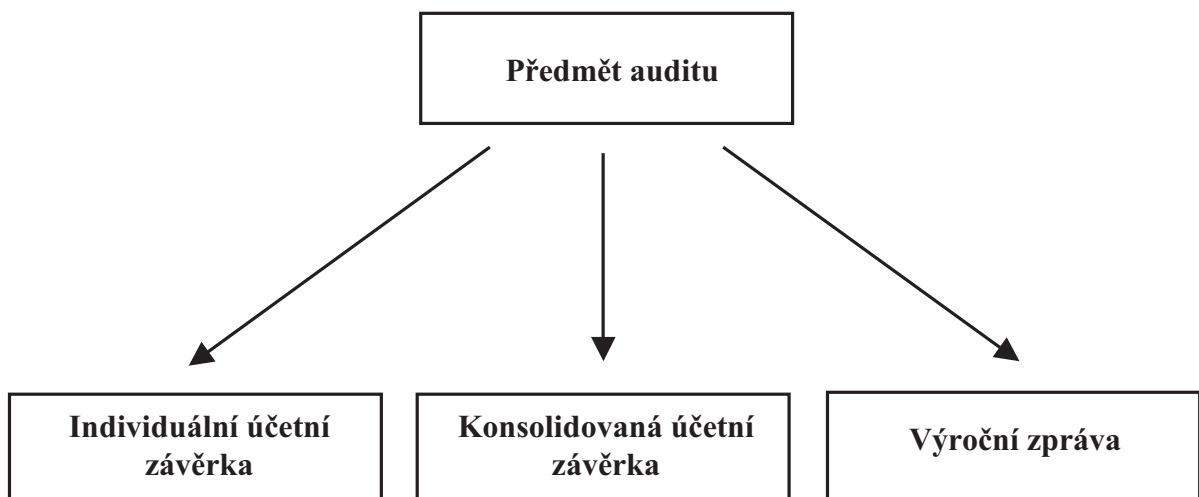 Předmět auditu
Individuální účetní
závěrka
Konsolidovaná účetní
závěrka
Výroční zpráva